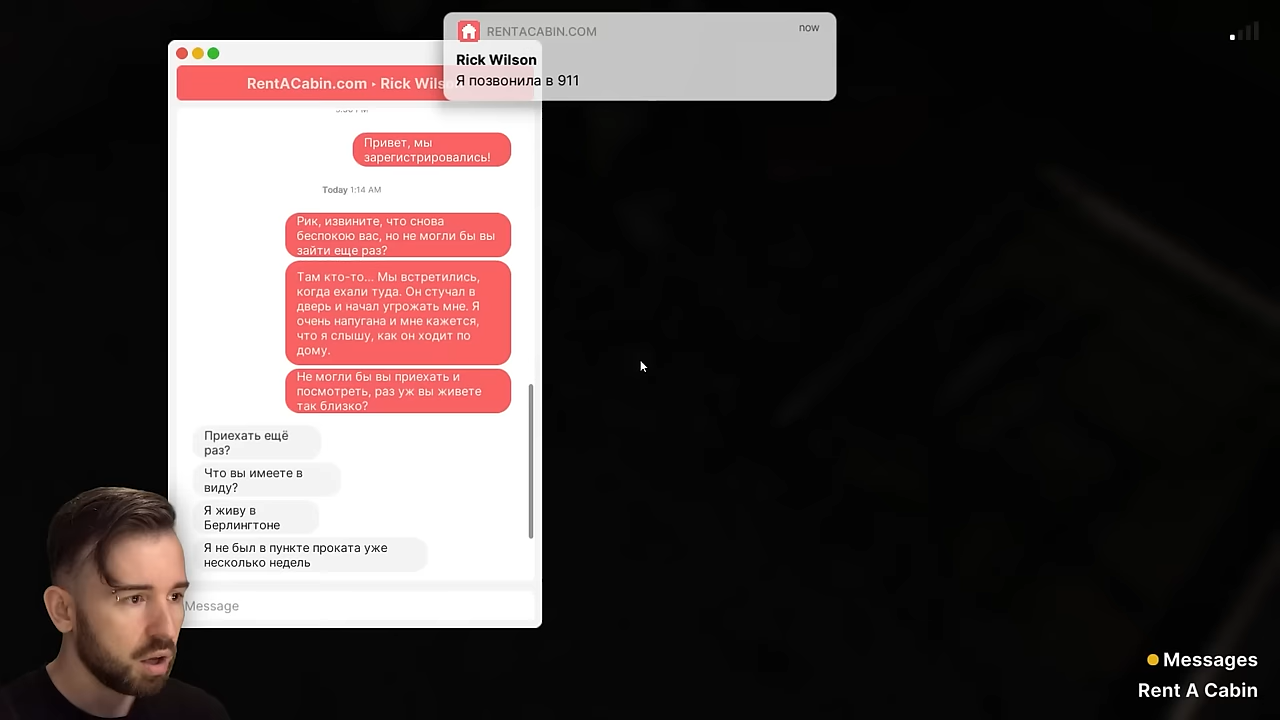 RENTACABIN.COM
now
Rick Wilson
Я позвонила в 911
RentACabin.com ▸ Rick Wils
Привет, мы
зарегистрировались!
Today 1:14 AM
Рик, извините, что снова
беспокою вас, но не могли бы вы
зайти еще раз?
Там кто-то... Мы встретились,
когда ехали туда. Он стучал в
дверь и начал угрожать мне. Я
очень напугана и мне кажется,
что я слышу, как он ходит по
дому.
Не могли бы вы приехать и
посмотреть, раз уж вы живете
так близко?
Приехать ещё
раз?
Что вы имеете в
виду?
Я живу в
Берлингтоне
Я не был в пункте проката уже
несколько недель
Message
Messages
Rent A Cabin